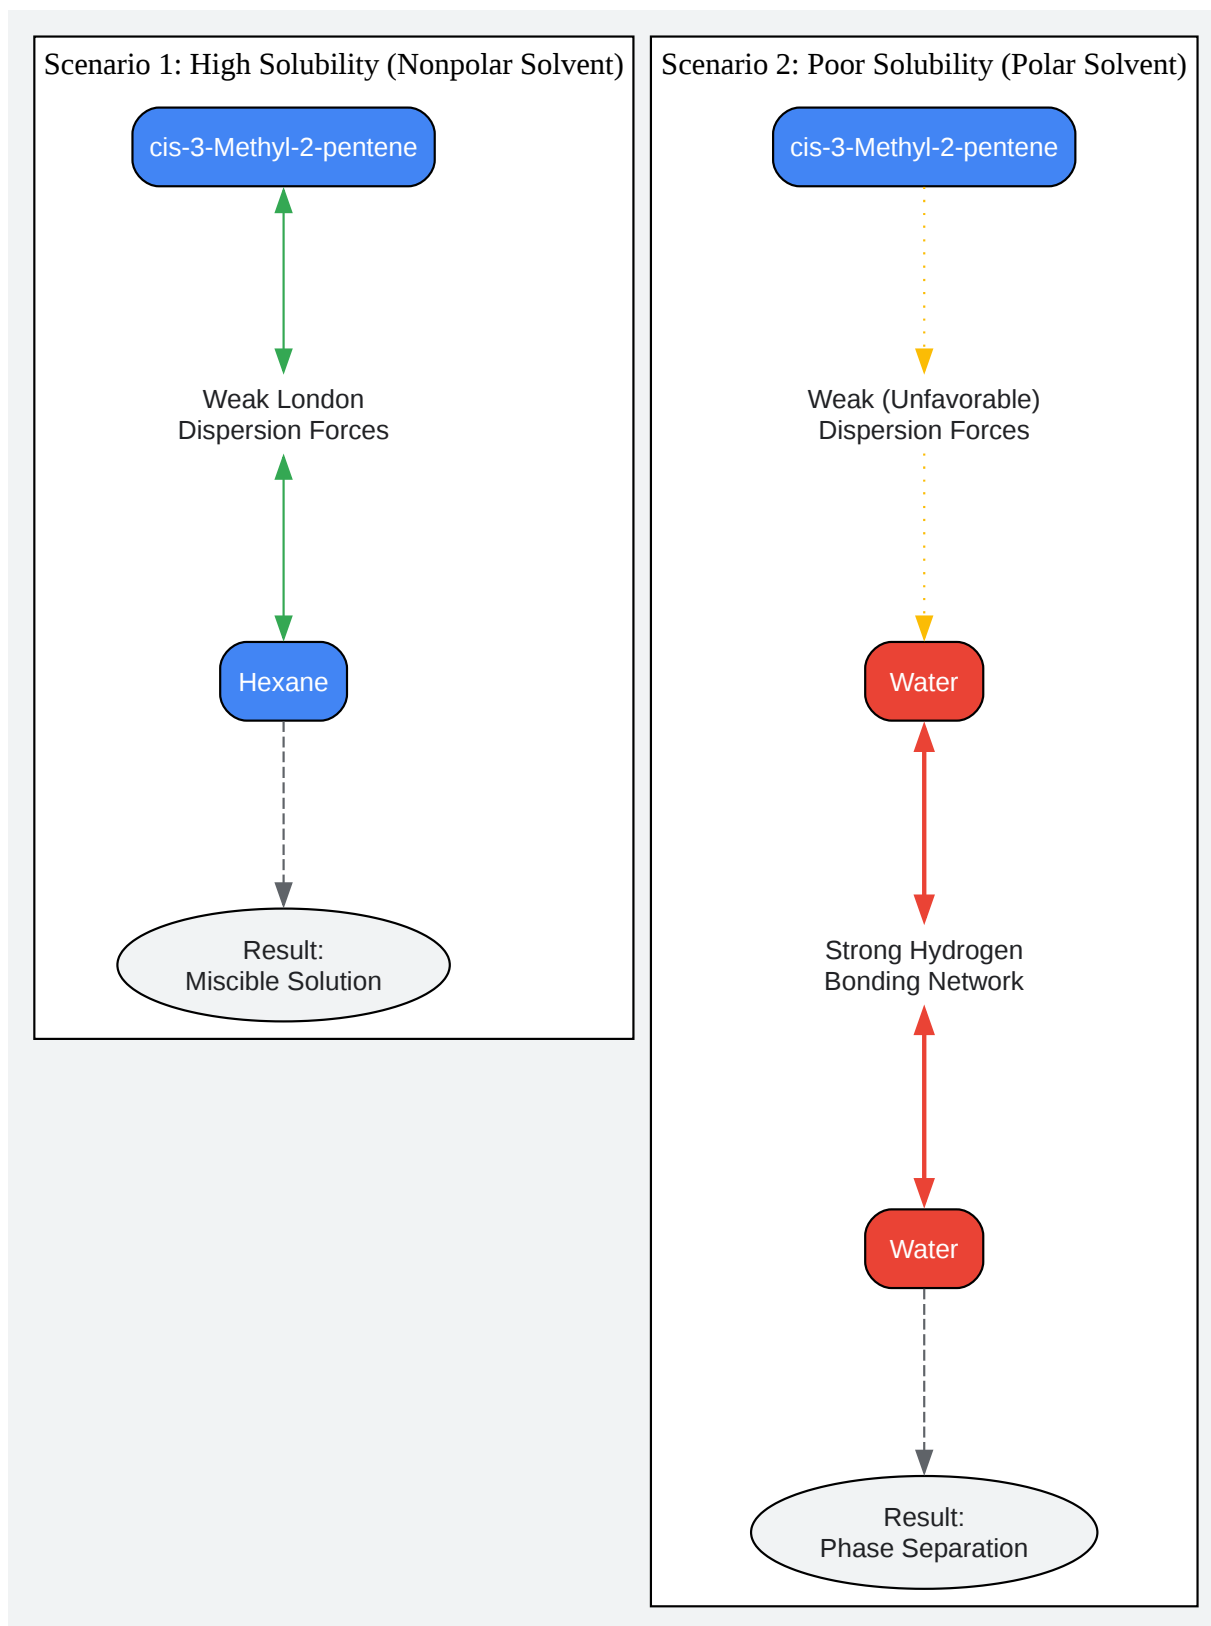 Scenario 1: High Solubility (Nonpolar Solvent)
cis-3-Methyl-2-pentene
Weak London
Dispersion Forces
Hexane
Result:
Miscible Solution
Scenario 2: Poor Solubility (Polar Solvent)
cis-3-Methyl-2-pentene
Weak (Unfavorable)
Dispersion Forces
Water
Strong Hydrogen
Bonding Network
Water
Result:
Phase Separation